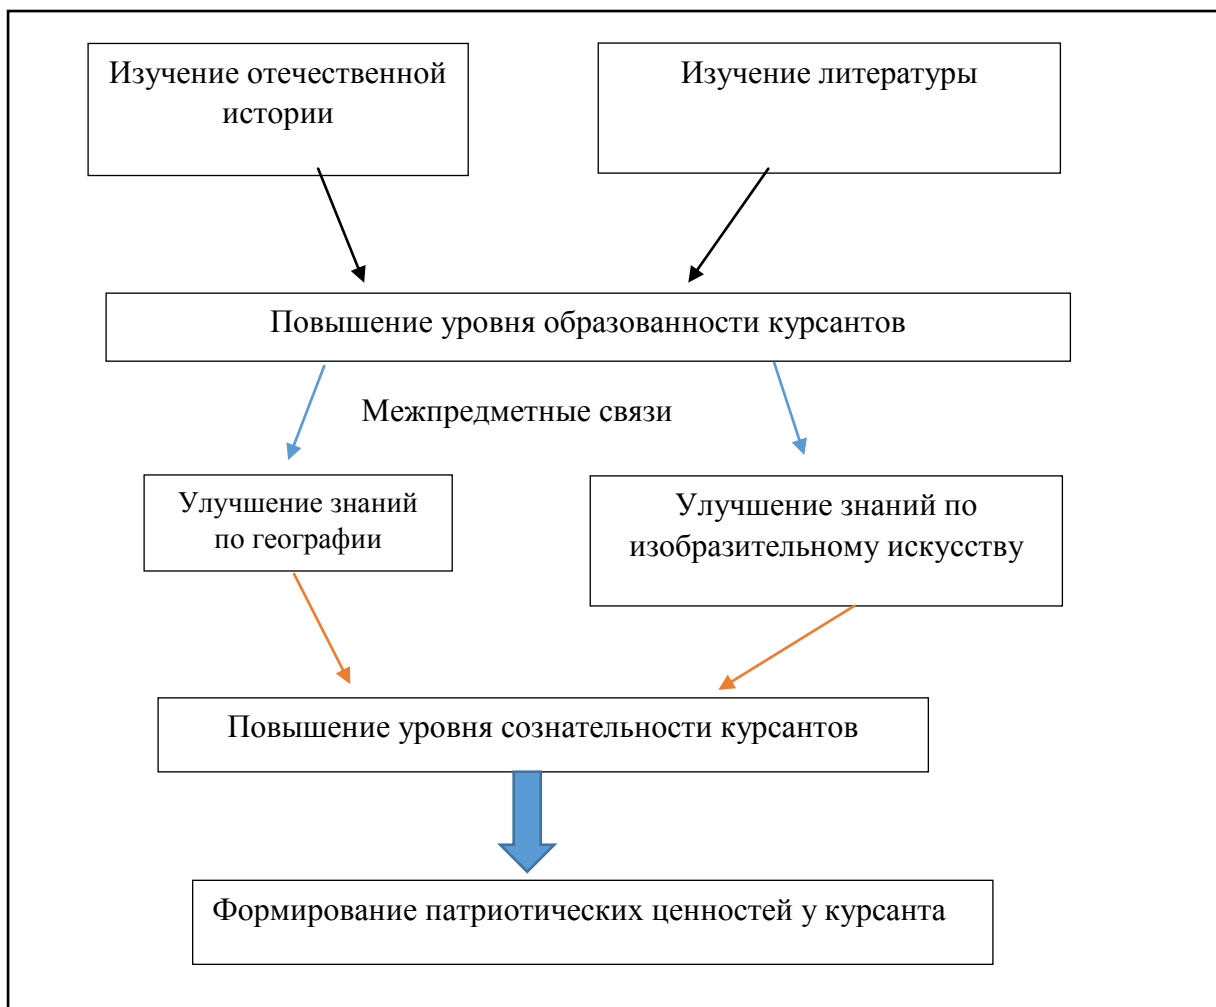 Изучение отечественной
истории
Изучение литературы
Повышение уровня образованности курсантов
Межпредметные связи
Улучшение знаний
по географии
Улучшение знаний по
изобразительному искусству
Повышение уровня сознательности курсантов
Формирование патриотических ценностей у курсанта